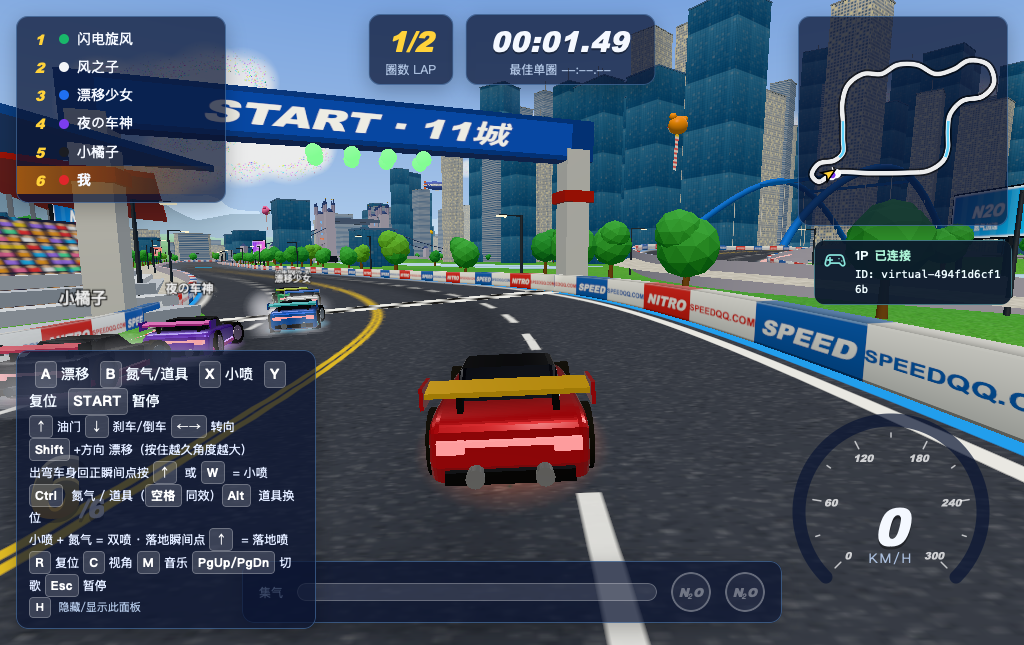 1 闪电旋风
2 风之子
3 漂移少女
4 夜の车神
5 小橘子
6 我
1/2
圈数 LAP
00:01.49
最佳单圈 --:--.--
START · 11城
N2O
1P 已连接
ID: virtual-494f1d6cf1
6b
小橘子
夜の车神
漂移少女
NITRO SPEEDQQ.COM SPEED
SPEED NITRO SPEEDQQ.COM SPEED SPEEDQQ.C
A 漂移 B 氮气/道具 X 小喷 Y
复位 START 暂停
↑ 油门 ↓ 刹车/倒车 ←→ 转向
Shift +方向 漂移（按住越久角度越大）
出弯车身回正瞬间点按 ↑ 或 W = 小喷
Ctrl 氮气 / 道具（空格 同效） Alt 道具换
位
小喷 + 氮气 = 双喷 · 落地瞬间点 ↑ = 落地喷
R 复位 C 视角 M 音乐 PgUp/PgDn 切
歌 Esc 暂停
H 隐藏/显示此面板
/6
集气
N₂O N₂O
0 60 120 180 240 300
0
KM/H